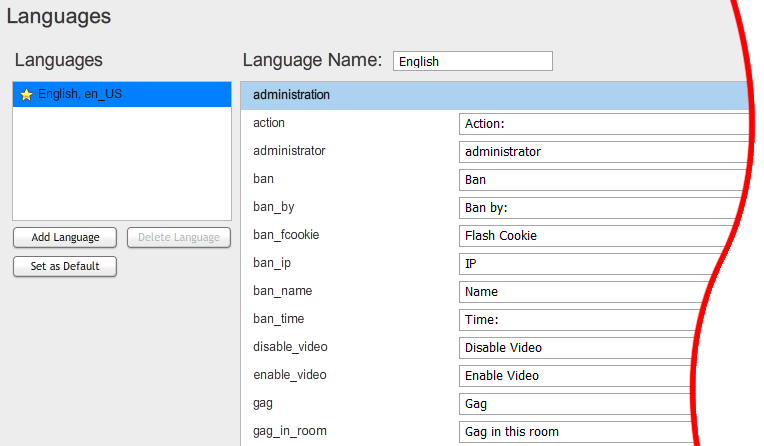 Languages
Languages
Language Name: English
English, en_US
Add Language Delete Language
Set as Default
administration
action Action:
administrator administrator
ban Ban
ban_by Ban by:
ban_fcookie Flash Cookie
ban_ip IP
ban_name Name
ban_time Time:
disable_video Disable Video
enable_video Enable Video
gag Gag
gag_in_room Gag in this room